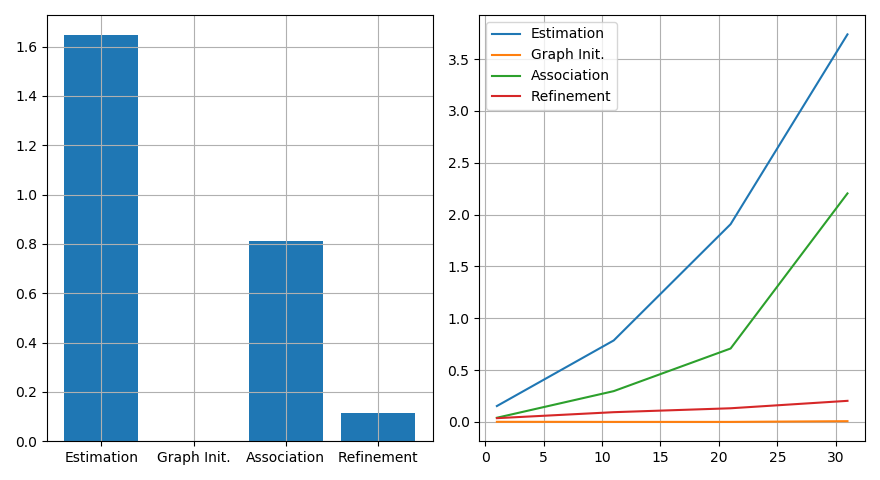 1.6
1.4
1.2
1.0
0.8
0.6
0.4
0.2
0.0
Estimation Graph Init. Association Refinement
Estimation
Graph Init.
Association
Refinement
3.5
3.0
2.5
2.0
1.5
1.0
0.5
0.0
0 5 10 15 20 25 30